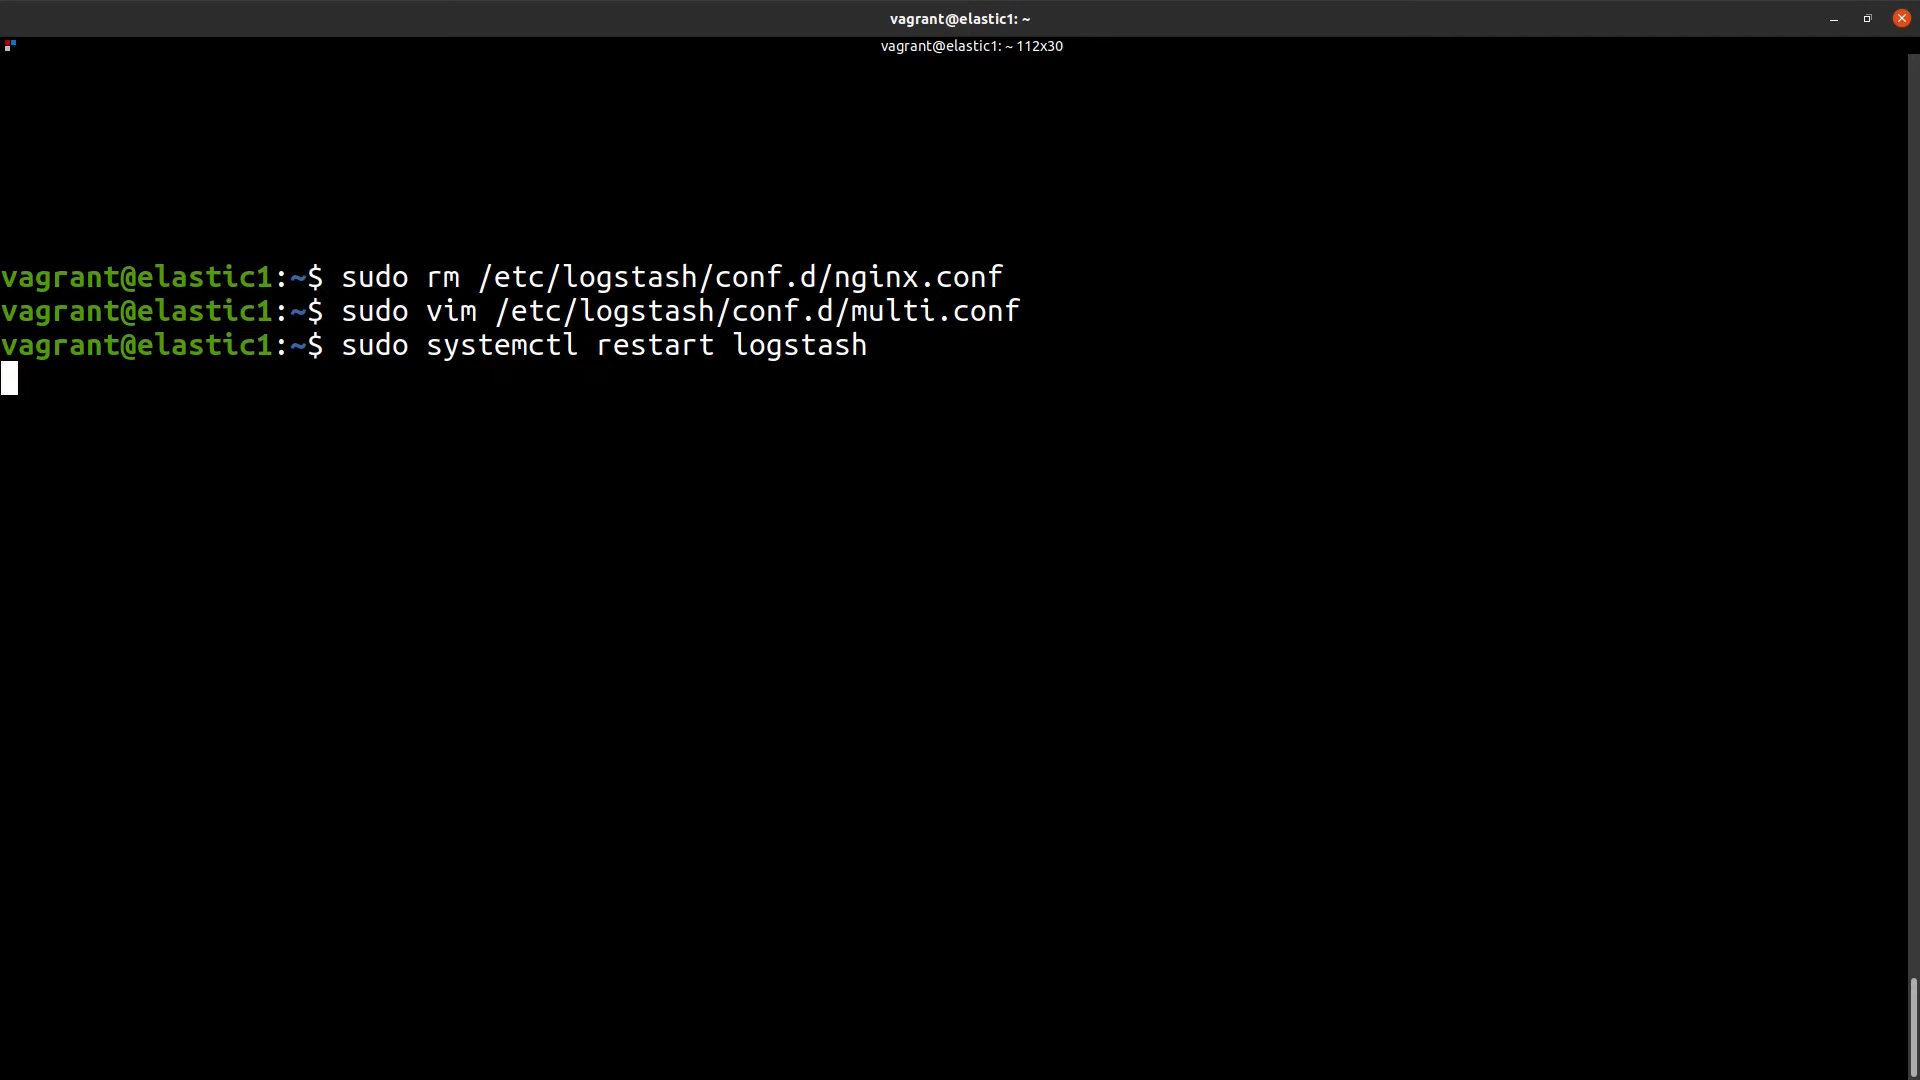 vagrant@elastic1: ~
vagrant@elastic1: ~ 112x30
vagrant@elastic1:~$ sudo rm /etc/logstash/conf.d/nginx.conf
vagrant@elastic1:~$ sudo vim /etc/logstash/conf.d/multi.conf
vagrant@elastic1:~$ sudo systemctl restart logstash